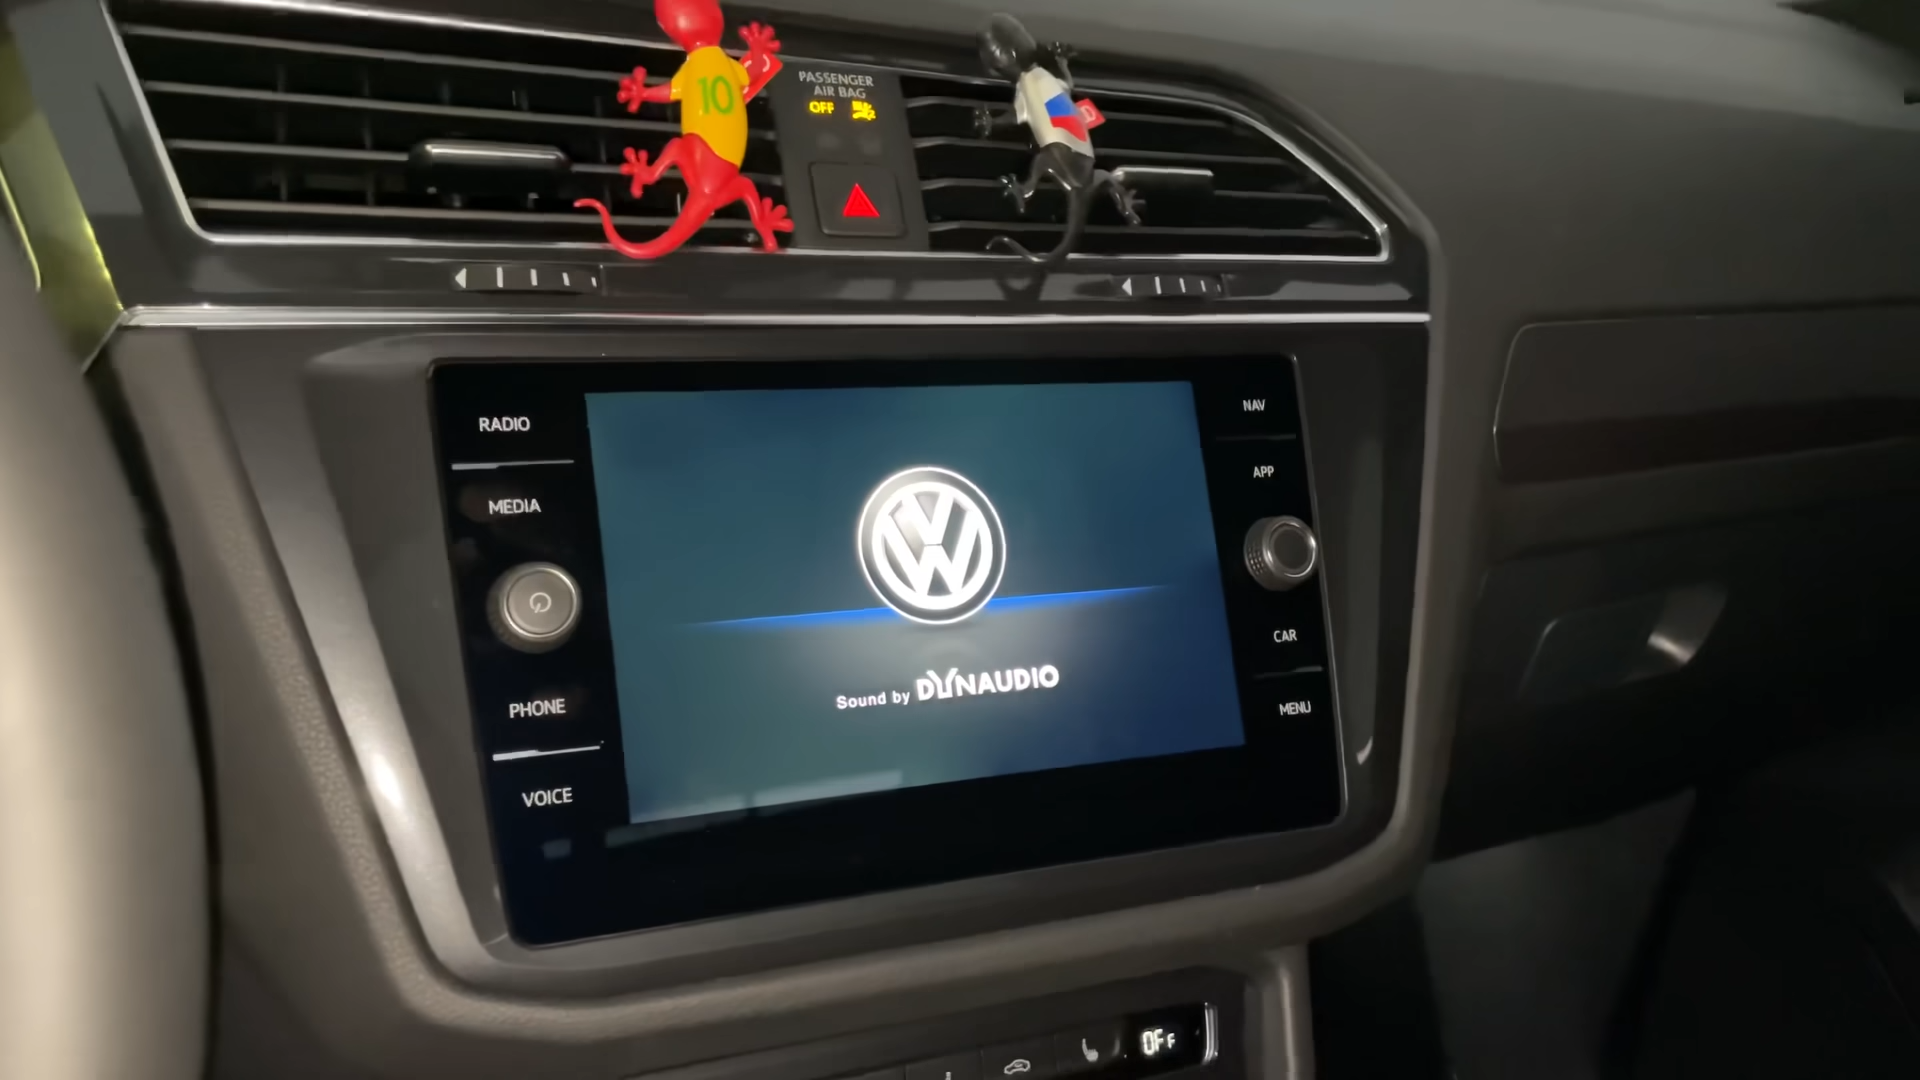 10
PASSENGER
AIR BAG
OFF
RADIO
MEDIA
PHONE
VOICE
Sound by DYNAUDIO
NAV
APP
CAR
MENU
OFF